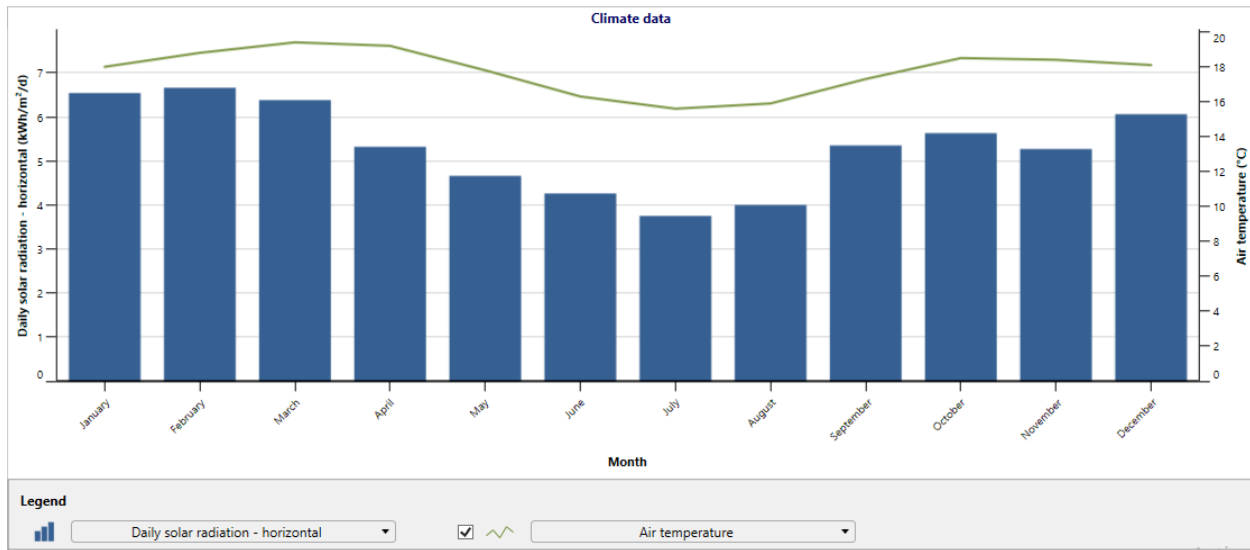 Climate data
Daily solar radiation - horizontal (kWh/m²/d)
7
6
5
4
3
2
1
0
20
18
16
14
12
10
8
6
4
2
0
Air temperature (°C)
January
February
March
April
May
June
July
August
September
October
November
December
Month
Legend
Daily solar radiation - horizontal
Air temperature